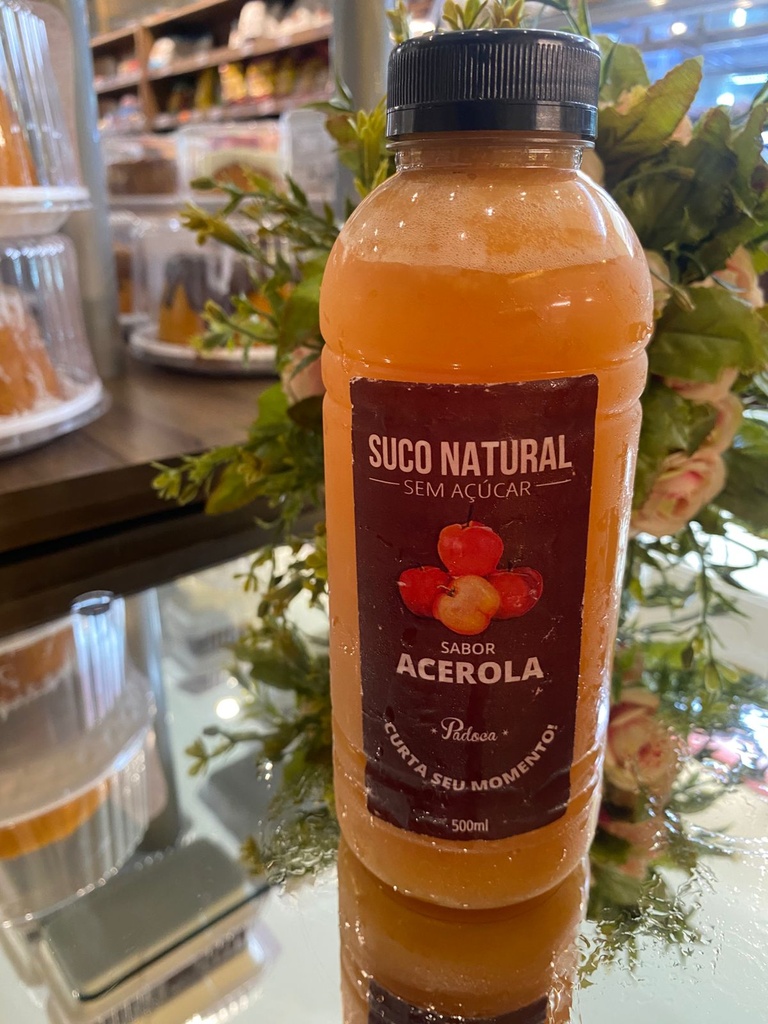 SUCO NATURAL
SEM AÇÚCAR
SABOR
ACEROLA
Padoca
CURTA SEU MOMENTO!
500ml